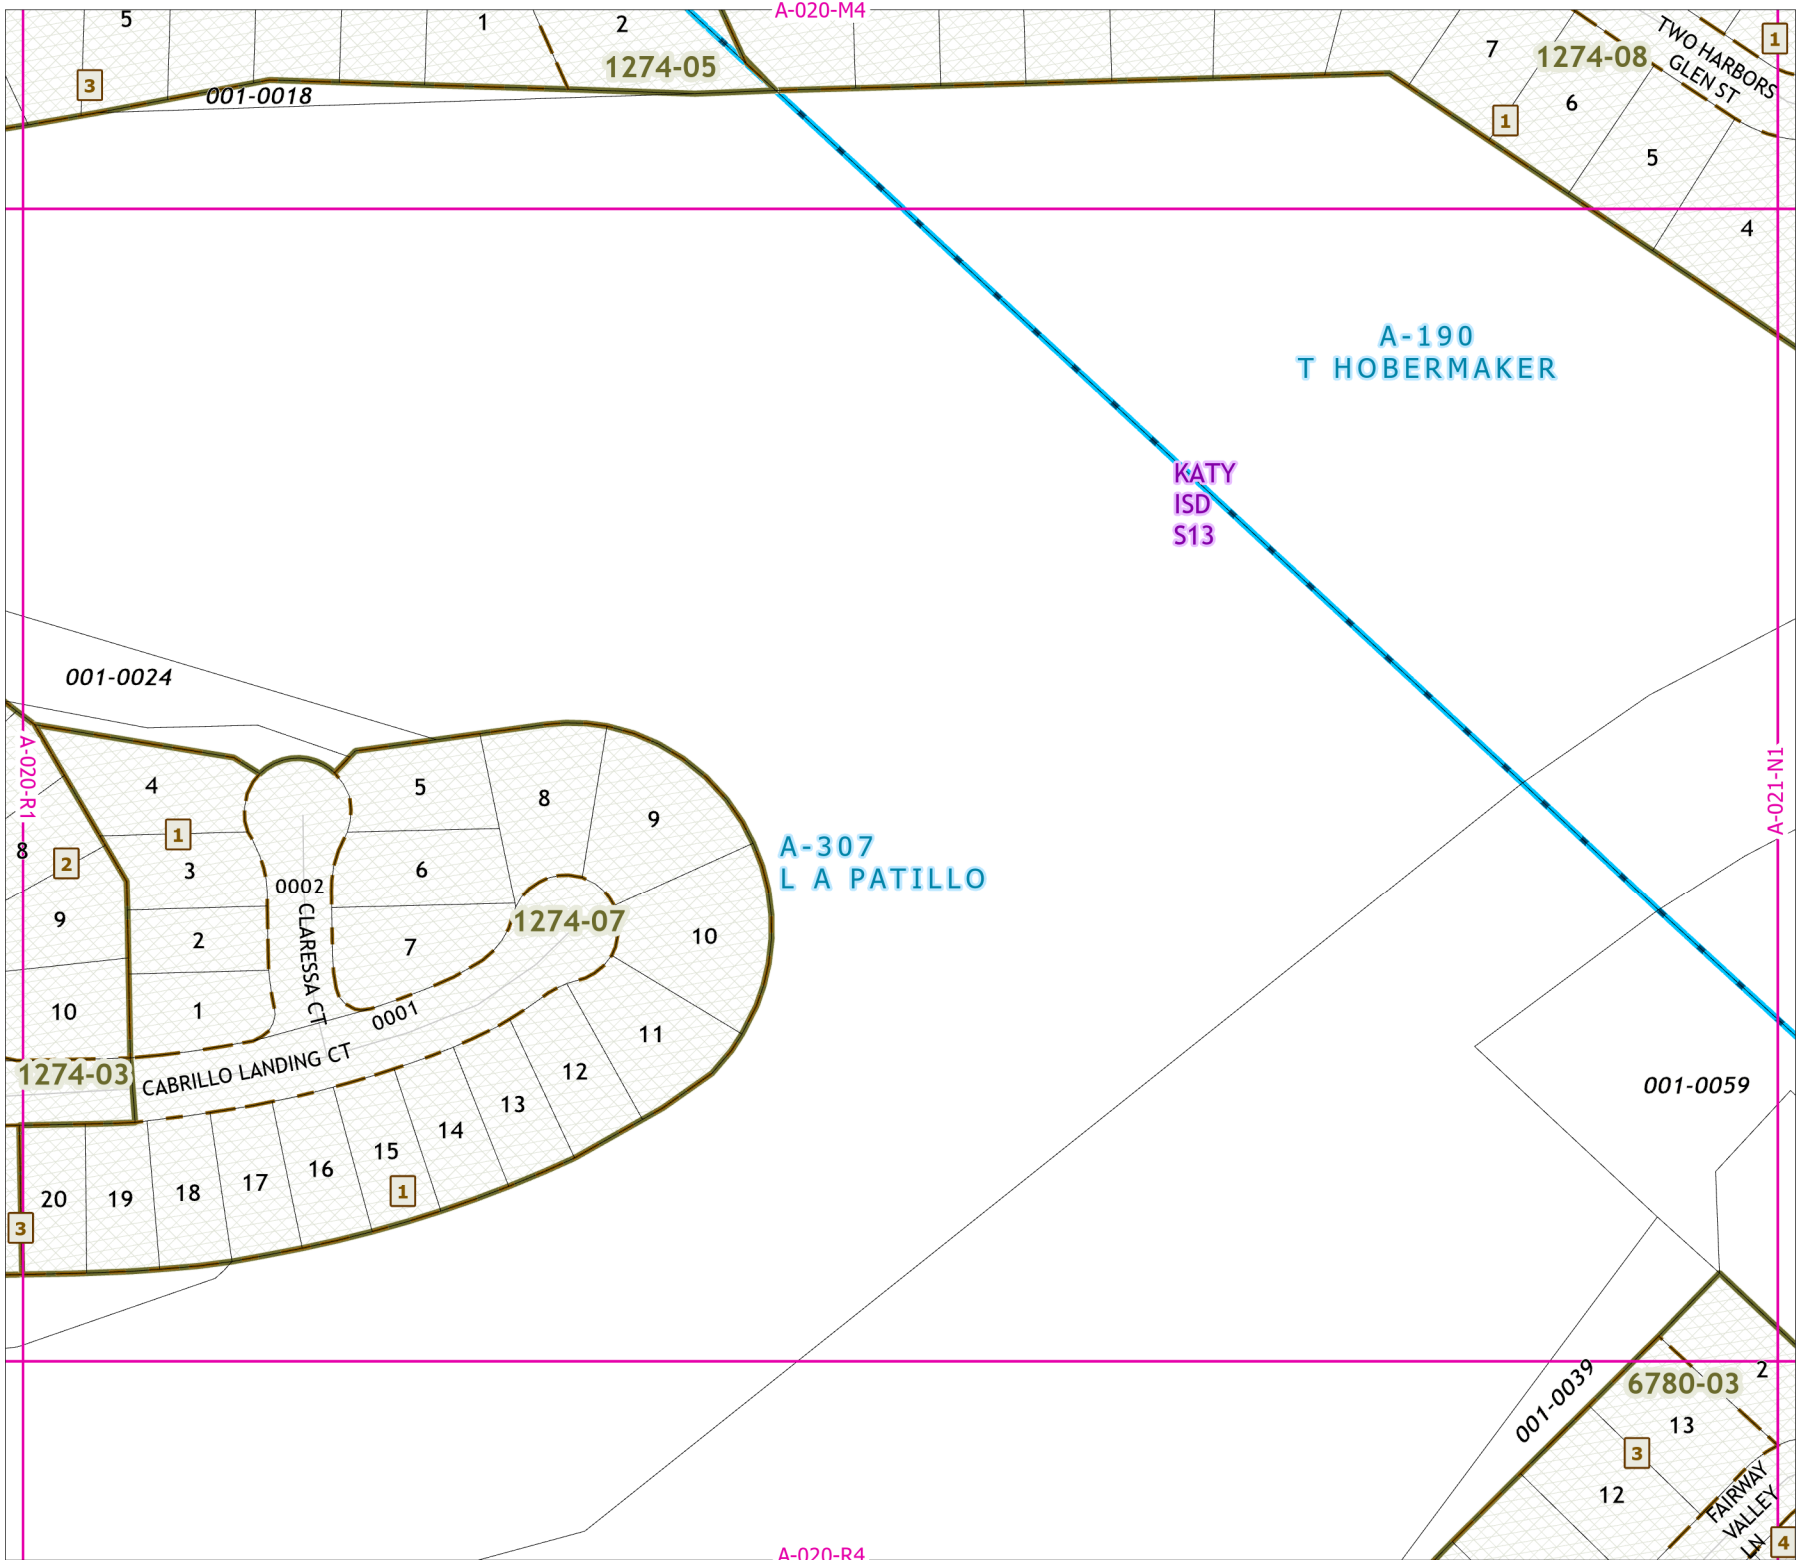 A-020-M4
5
1
2
1274-05
3
001-0018
7
1274-08
TWO HARBORS
GLEN ST
1
6
1
5
4
A-190
T HOBERMAKER
KATY
ISD
S13
001-0024
A-020-R1
A-021-N1
4
5
8
9
1
3
6
8
2
0002
CLARESSA CT
A-307
L A PATILLO
9
2
7
1274-07
10
10
1
0001
11
1274-03
CABRILLO LANDING CT
12
13
14
15
16
17
18
19
20
1
3
001-0059
001-0039
6780-03
2
13
3
12
FAIRWAY
VALLEY
LN
4
A-020-R4